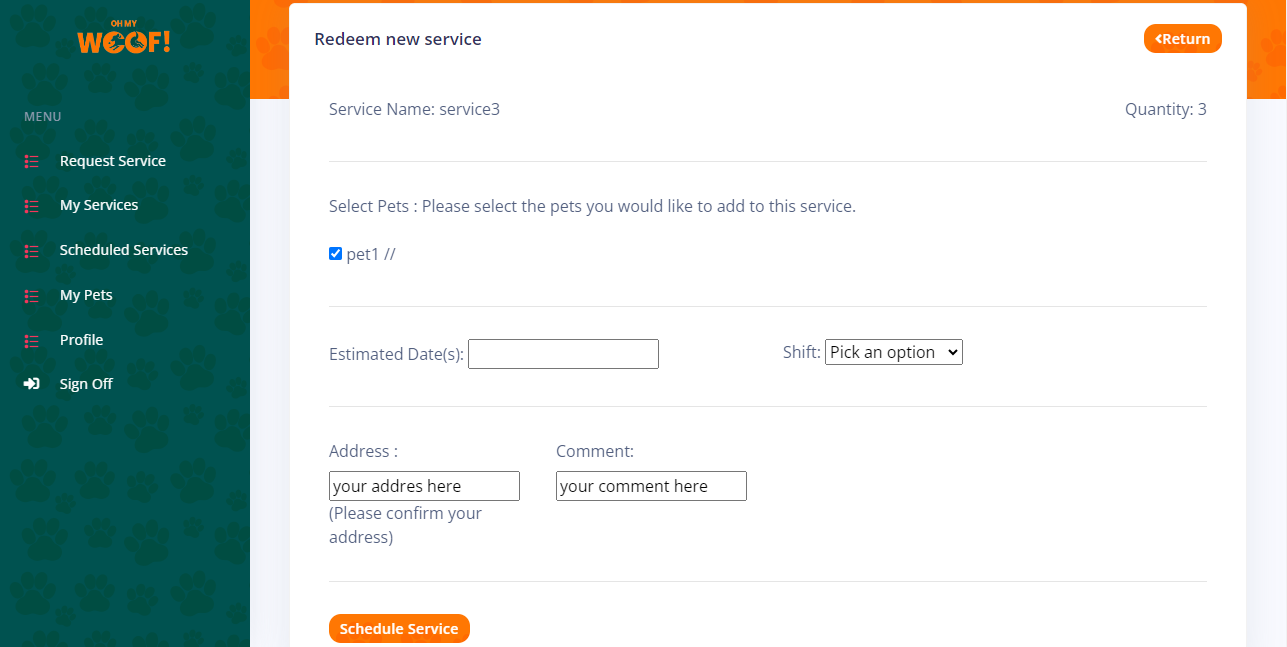 OH MY
WOOF!
MENU
Request Service
My Services
Scheduled Services
My Pets
Profile
Sign Off
Redeem new service
Return
Service Name: service3
Quantity: 3
Select Pets : Please select the pets you would like to add to this service.
pet1 //
Estimated Date(s):
Shift: Pick an option
Address :
Comment:
your addres here
your comment here
(Please confirm your
address)
Schedule Service